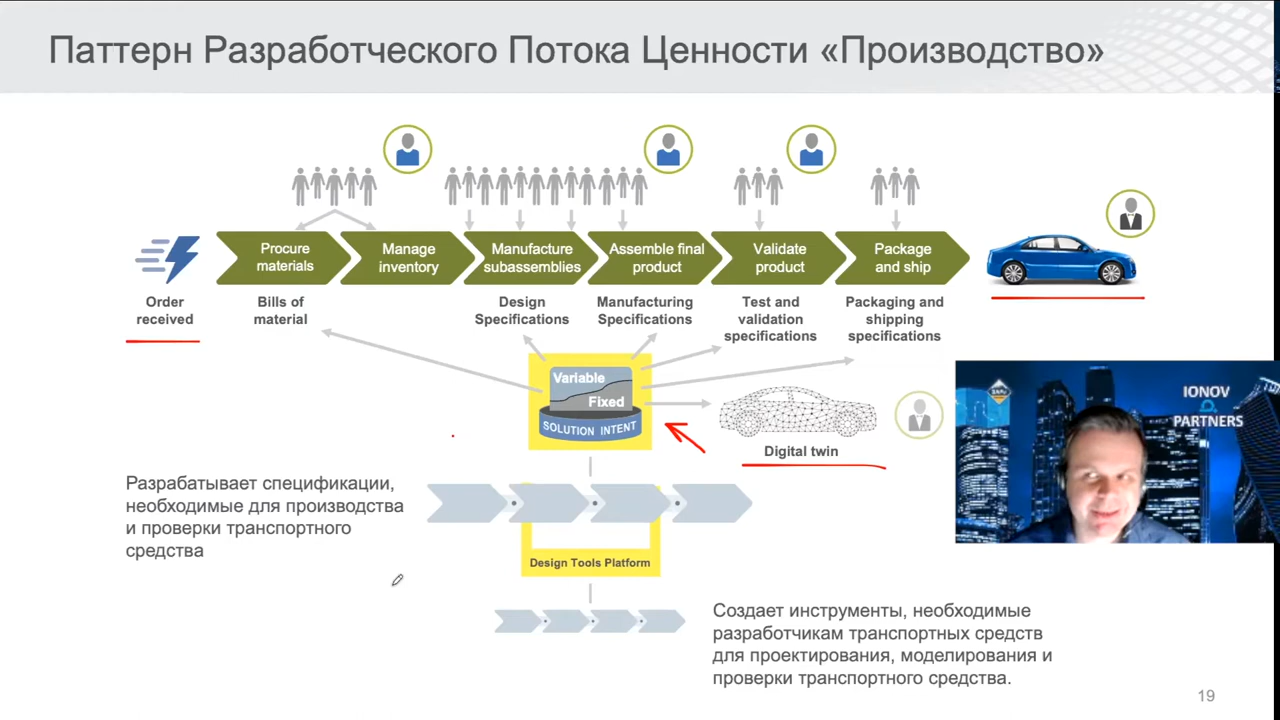 Паттерн Разработческого Потока Ценности «Производство»
Procure
materials
Manage
inventory
Manufacture
subassemblies
Assemble final
product
Validate
product
Package
and ship
Order
received
Bills of
material
Design
Specifications
Manufacturing
Specifications
Test and
validation
specifications
Packaging and
shipping
specifications
Variable
Fixed
SOLUTION INTENT
Digital twin
IONOV
PARTNERS
Разрабатывает спецификации,
необходимые для производства
и проверки транспортного
средства
Design Tools Platform
Создает инструменты, необходимые
разработчикам транспортных средств
для проектирования, моделирования и
проверки транспортного средства.
19